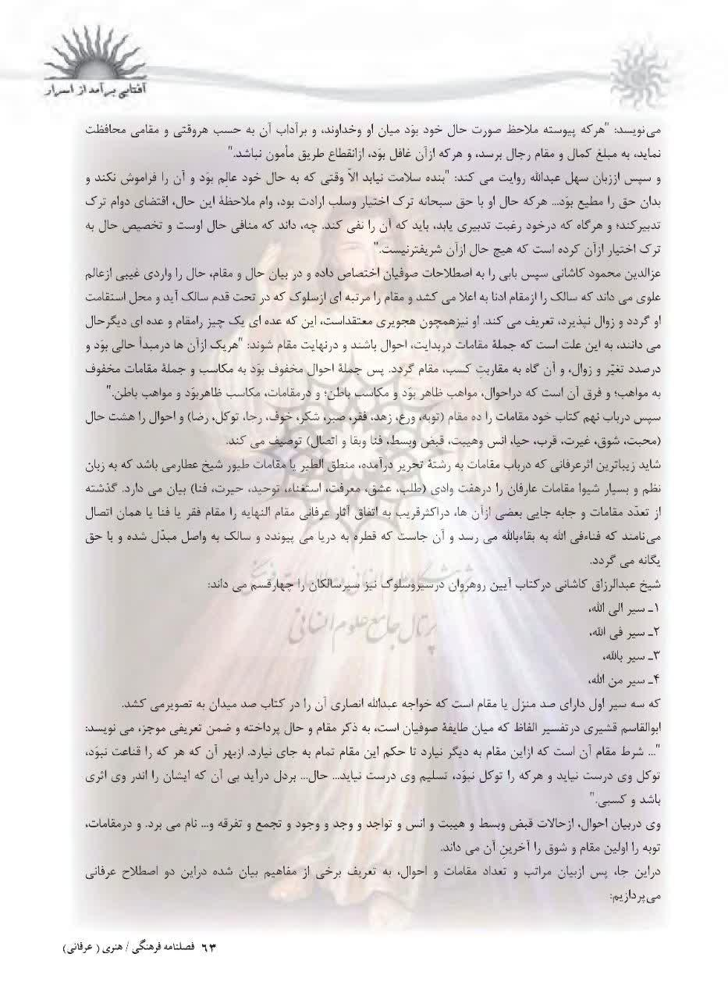 آفتابی برآمد از اسرار
می‌نویسد: "هرکه پیوسته ملاحظ صورت حال خود بوَد میان او وخداوند، و برآداب آن به حسب هروقتی و مقامی محافظت
نماید، به مبلغ کمال و مقام رجال برسد، و هرکه ازآن غافل بوَد، ازانقطاع طریق مأمون نباشد."
و سپس اززبان سهل عبدالله روایت می کند: "بنده سلامت نیابد الاّ وقتی که به حال خود عالِم بوَد و آن را فراموش نکند و
بدان حق را مطیع بوَد... هرکه حال او با حق سبحانه ترک اختیار وسلب ارادت بود، وام ملاحظۀ این حال، اقتضای دوام ترک
تدبیرکند؛ و هرگاه که درخود رغبت تدبیری یابد، باید که آن را نفی کند. چه، داند که منافی حال اوست و تخصیص حال به
ترک اختیار ازآن کرده است که هیچ حال ازآن شریفترنیست."
عزالدین محمود کاشانی سپس بابی را به اصطلاحات صوفیان اختصاص داده و در بیان حال و مقام، حال را واردی غیبی ازعالم
علوی می داند که سالک را ازمقام ادنا به اعلا می کشد و مقام را مرتبه ای ازسلوک که در تحت قدم سالک آید و محل استقامت
او گردد و زوال نپذیرد، تعریف می کند. او نیزهمچون هجویری معتقداست، این که عده ای یک چیز رامقام و عده ای دیگرحال
می دانند، به این علت است که جملۀ مقامات دربدایت، احوال باشند و درنهایت مقام شوند: "هریک ازآن ها درمبدأ حالی بوَد و
درصدد تغیّر و زوال، و آن گاه به مقاربتِ کسب، مقام گردد. پس جملۀ احوال مخفوف بوَد به مکاسب و جملۀ مقامات مخفوف
به مواهب؛ و فرق آن است که دراحوال، مواهب ظاهر بوَد و مکاسب باطن؛ و درمقامات، مکاسب ظاهربوَد و مواهب باطن."
سپس درباب نهم کتاب خود مقامات را ده مقام (توبه، ورع، زهد، فقر، صبر، شکر، خوف، رجا، توکل، رضا) و احوال را هشت حال
(محبت، شوق، غیرت، قرب، حیا، انس وهیبت، قبض وبسط، فنا وبقا و اتصال) توصیف می کند.
شاید زیباترین اثرعرفانی که درباب مقامات به رشتۀ تحریر درآمده، منطق الطیر یا مقامات طیور شیخ عطارمی باشد که به زبان
نظم و بسیار شیوا مقامات عارفان را درهفت وادی (طلب، عشق، معرفت، استغناء، توحید، حیرت، فنا) بیان می دارد. گذشته
از تعدّد مقامات و جابه جایی بعضی ازآن ها، دراکثرقریب به اتفاق آثار عرفانی مقام النهایه را مقام فقر یا فنا یا همان اتصال
می‌نامند که فناءفی الله به بقاءبالله می رسد و آن جاست که قطره به دریا می پیوندد و سالک به واصل مبدّل شده و با حق
یگانه می گردد.
شیخ عبدالرزاق کاشانی درکتاب آیین روهروان درسیروسلوک نیز سیرسالکان را چهارقسم می داند:
۱ـ سیر الی الله،
۲ـ سیر فی الله،
۳ـ سیر بالله،
۴ـ سیر من الله،
که سه سیر اول دارای صد منزل یا مقام است که خواجه عبدالله انصاری آن را در کتاب صد میدان به تصویرمی کشد.
ابوالقاسم قشیری درتفسیر الفاظ که میان طایفۀ صوفیان است، به ذکر مقام و حال پرداخته و ضمن تعریفی موجز، می نویسد:
"... شرط مقام آن است که ازاین مقام به دیگر نیارد تا حکم این مقام تمام به جای نیارد. ازبهر آن که هر که را قناعت نبوَد،
توکل وی درست نیاید و هرکه را توکل نبوَد، تسلیم وی درست نیاید... حال... بردل درآید بی آن که ایشان را اندر وی اثری
باشد و کسبی."
وی دربیان احوال، ازحالات قبض وبسط و هیبت و انس و تواجد و وجد و وجود و تجمع و تفرقه و... نام می برد. و درمقامات،
توبه را اولین مقام و شوق را آخرینِ آن می داند.
دراین جا، پس ازبیان مراتب و تعداد مقامات و احوال، به تعریف برخی از مفاهیم بیان شده دراین دو اصطلاح عرفانی
می‌پردازیم:
پژوهشگاه علوم انسانی و مطالعات فرهنگی
پرتال جامع علوم انسانی
۶۳ فصلنامه فرهنگی / هنری ( عرفانی)